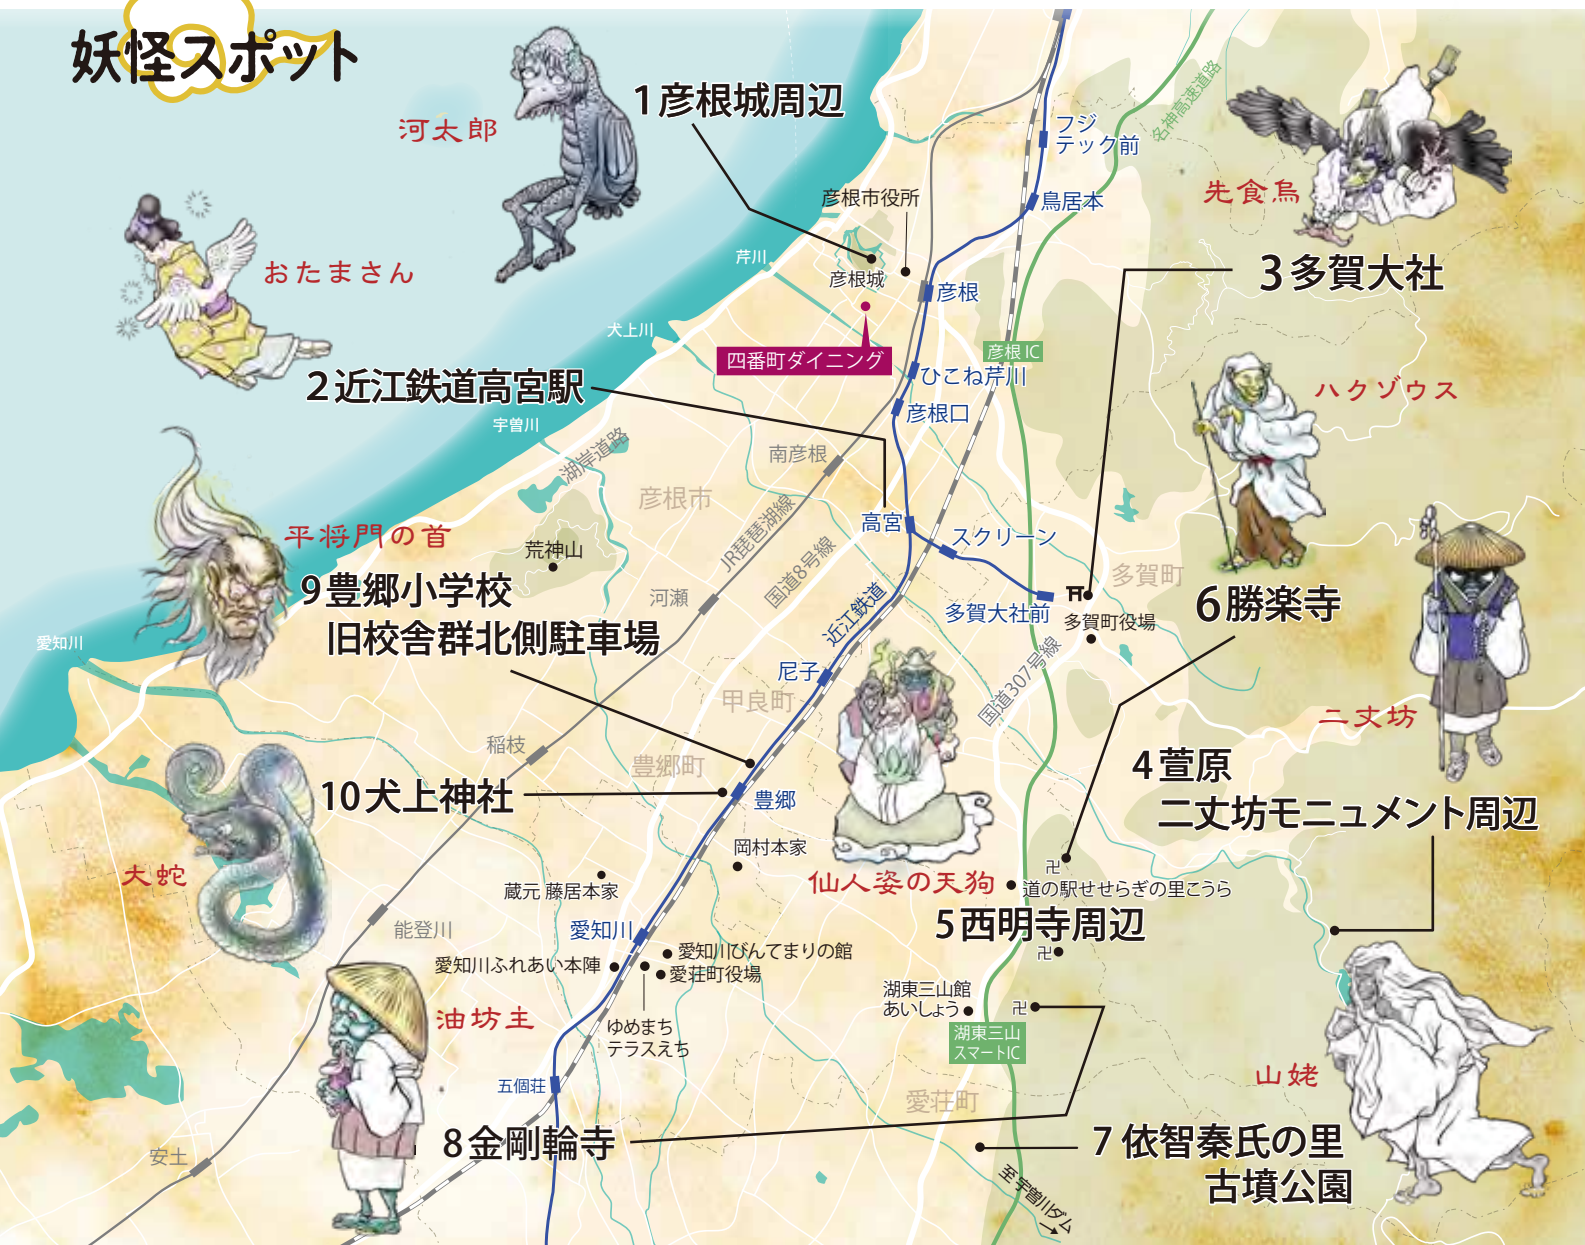 妖怪スポット
河太郎
1 彦根城周辺
フジ
テック前
名神高速道路
先食烏
鳥居本
彦根市役所
おたまさん
芹川
彦根城
3 多賀大社
彦根
犬上川
四番町ダイニング
彦根 IC
2 近江鉄道高宮駅
ひこね芹川
ハクゾウス
彦根口
宇曽川
湖岸道路
南彦根
彦根市
平将門の首
JR琵琶湖線
高宮
スクリーン
国道8号線
荒神山
9 豊郷小学校
旧校舎群北側駐車場
河瀬
多賀町
近江鉄道
多賀大社前
多賀町役場
6 勝楽寺
愛知川
尼子
国道307号線
甲良町
二丈坊
稲枝
豊郷町
4 萱原
二丈坊モニュメント周辺
10 犬上神社
豊郷
岡村本家
大蛇
蔵元 藤居本家
仙人姿の天狗
卍
道の駅せせらぎの里こうら
5 西明寺周辺
能登川
愛知川
愛知川びんてまりの館
愛知川ふれあい本陣
愛荘町役場
卍
湖東三山館
あいしょう
卍
油坊主
ゆめまち
テラスえち
湖東三山
スマートIC
山姥
五個荘
愛荘町
8 金剛輪寺
7 依智秦氏の里
古墳公園
安土
至 宇曽川ダム